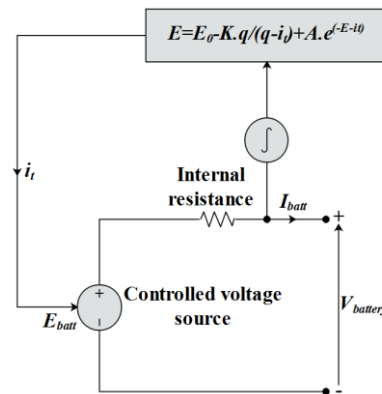 E=E₀-K.q/(q-iₜ)+A.e⁽⁻ᴱ⁻ⁱᵗ⁾
∫
Internal
resistance
iₜ
I_batt
+
+
Controlled voltage
source
E_batt
V_battery
-
-